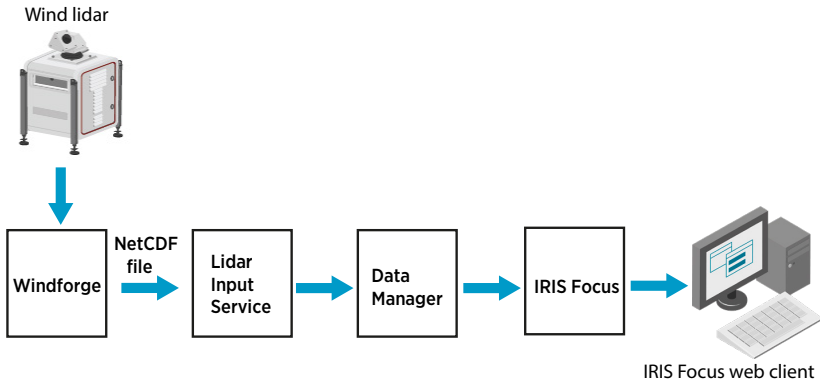 Wind lidar
Windforge
NetCDF
file
Lidar
Input
Service
Data
Manager
IRIS Focus
IRIS Focus web client